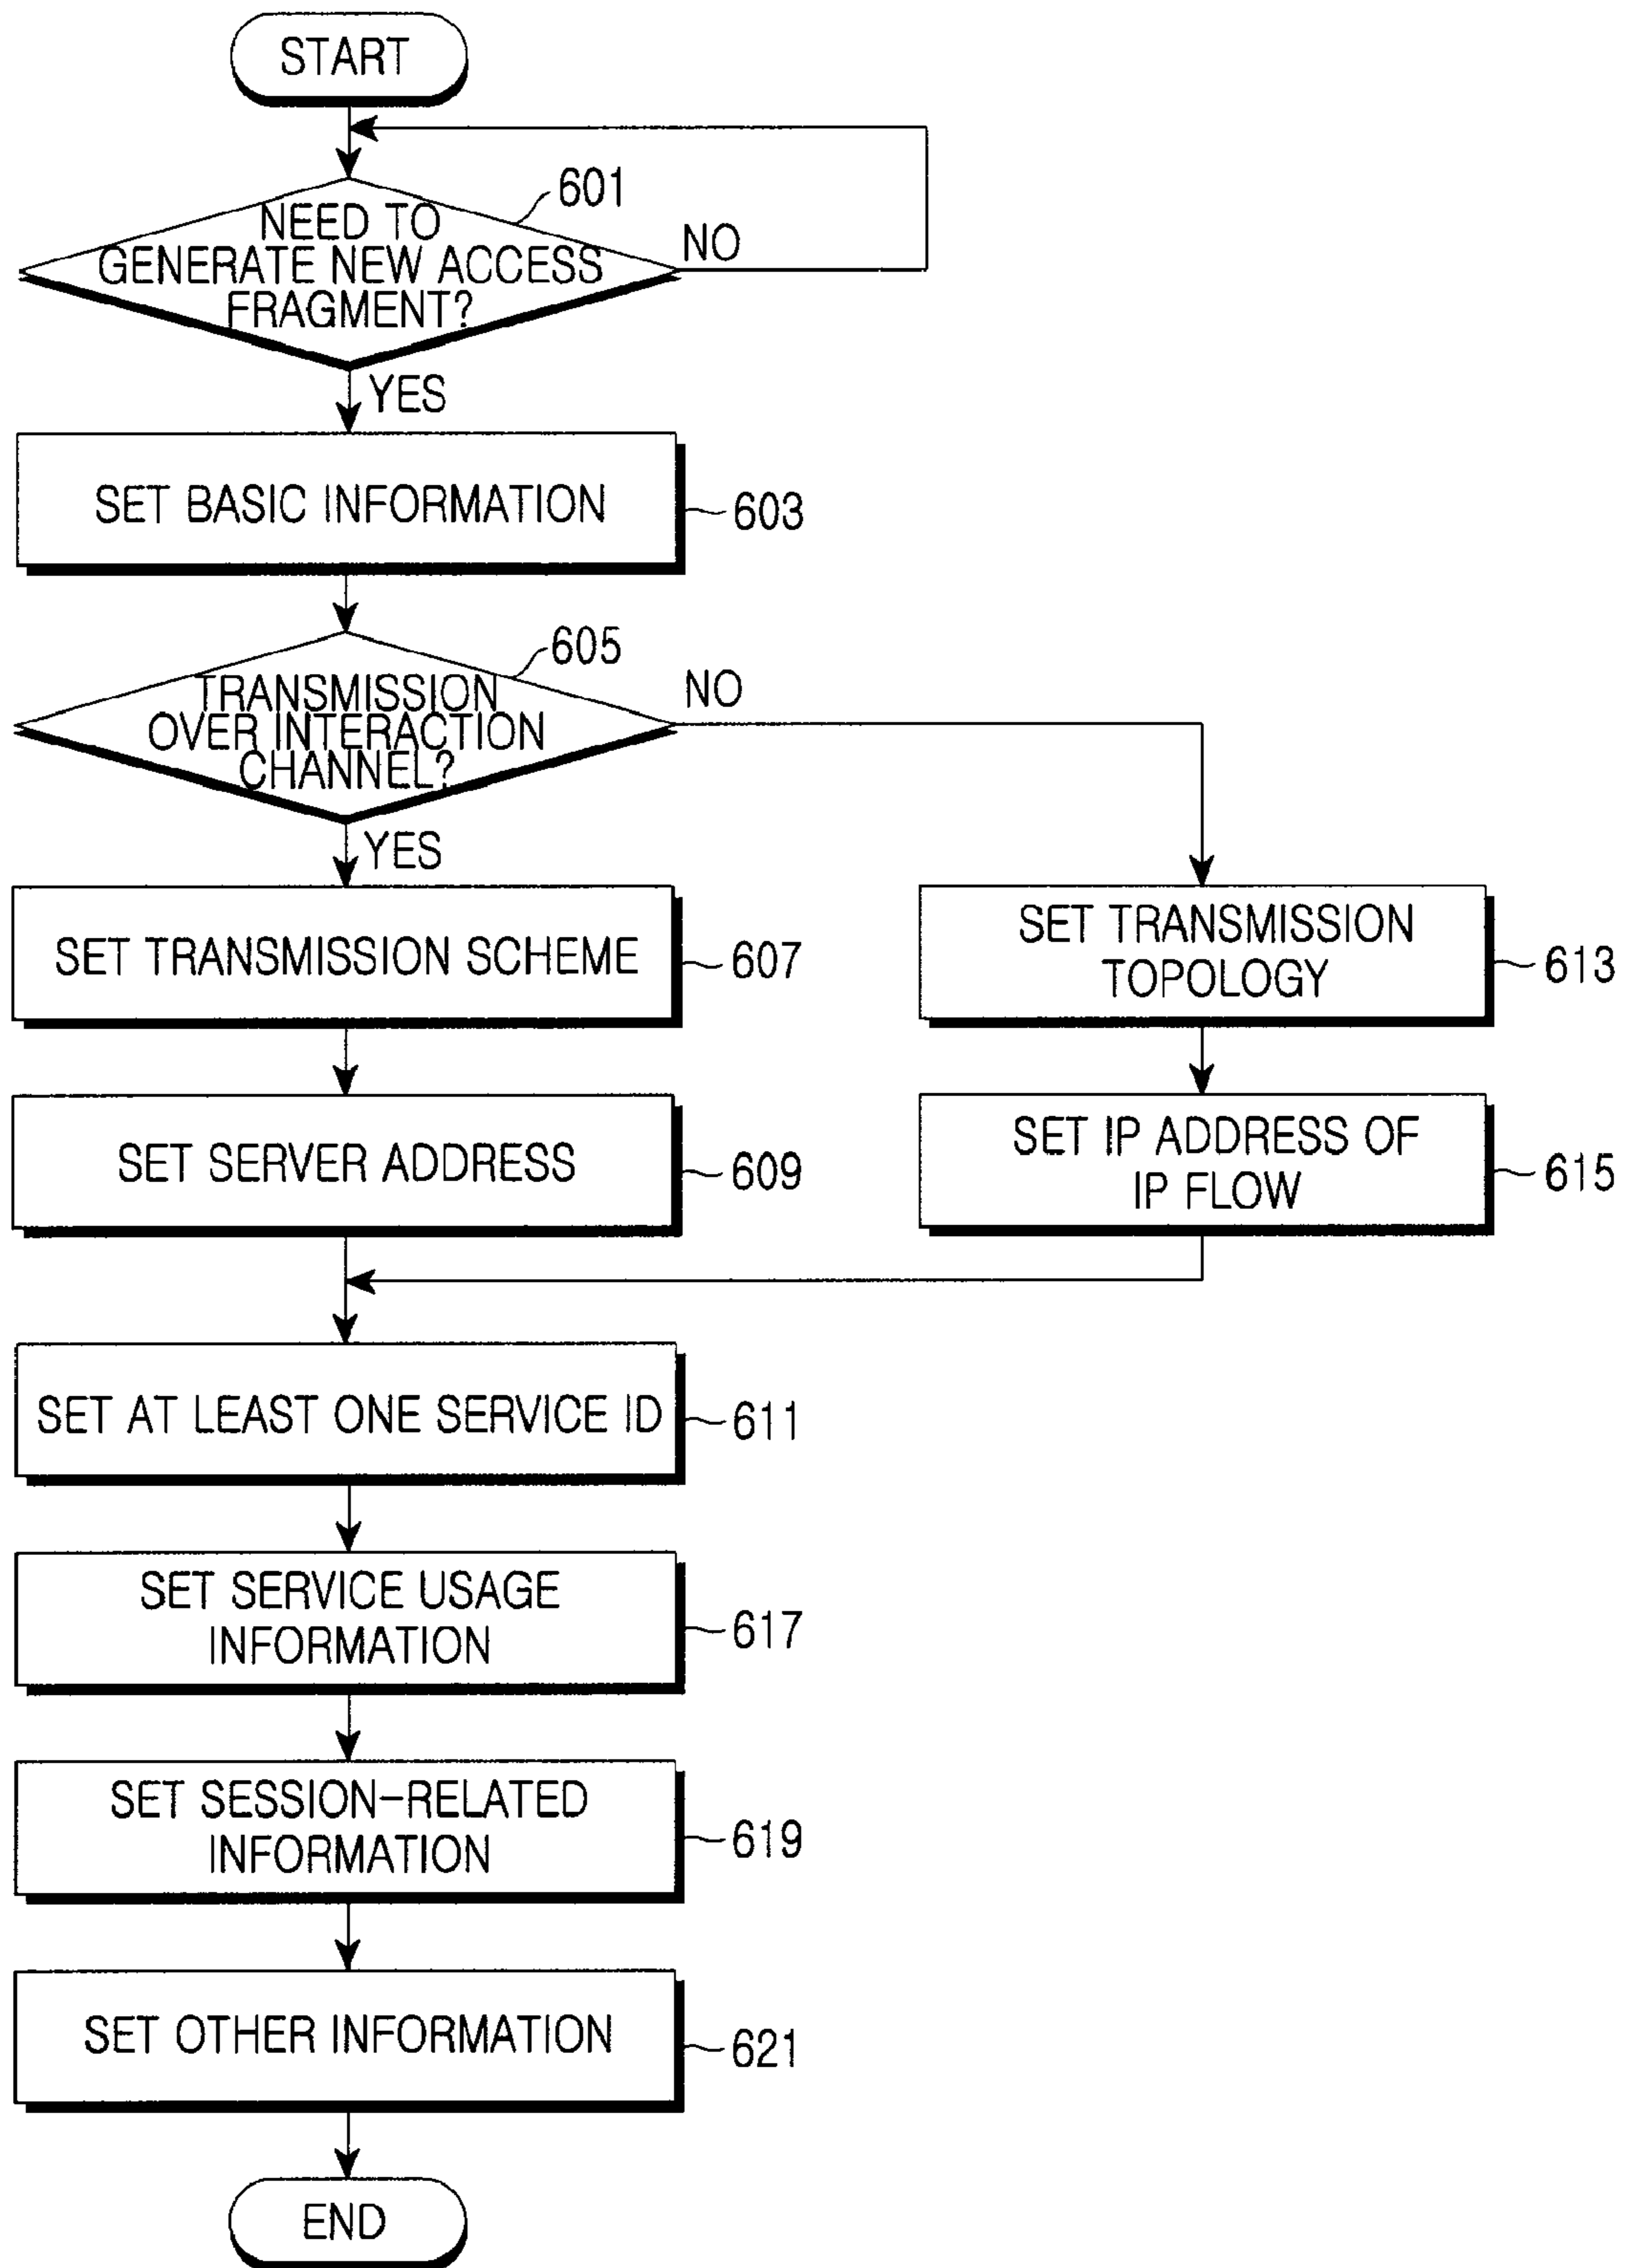 START
601
NEED TO
GENERATE NEW ACCESS
FRAGMENT?
NO
YES
SET BASIC INFORMATION
603
605
TRANSMISSION
OVER INTERACTION
CHANNEL?
NO
YES
SET TRANSMISSION SCHEME
607
SET TRANSMISSION
TOPOLOGY
613
SET SERVER ADDRESS
609
SET IP ADDRESS OF
IP FLOW
615
SET AT LEAST ONE SERVICE ID
611
SET SERVICE USAGE
INFORMATION
617
SET SESSION-RELATED
INFORMATION
619
SET OTHER INFORMATION
621
END